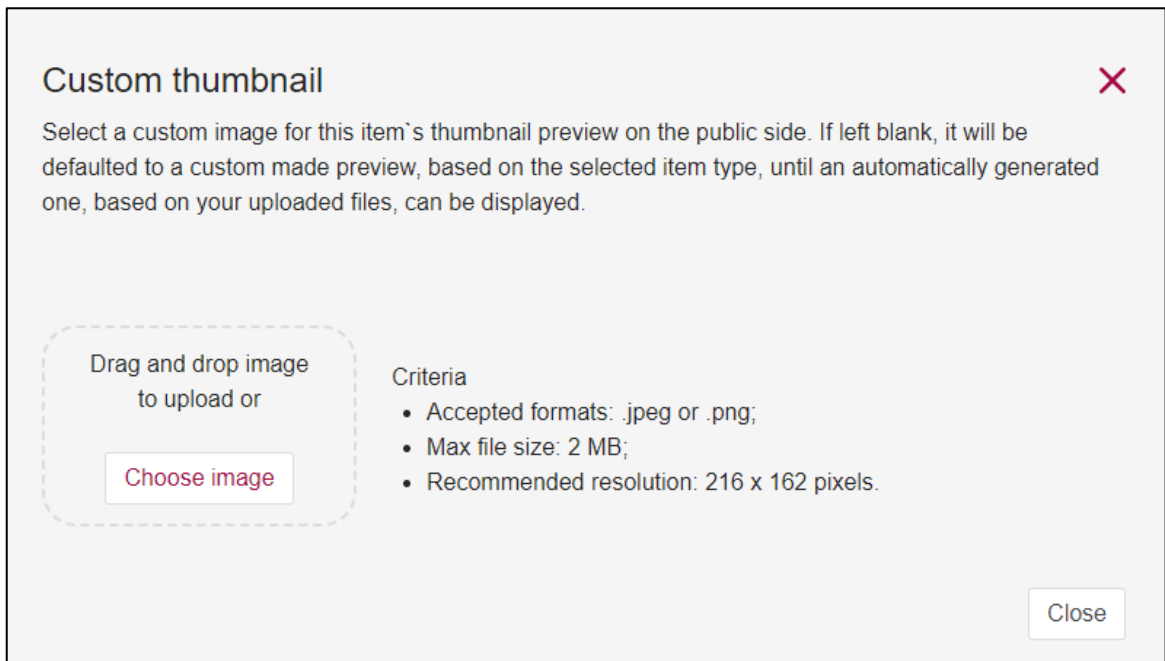 Custom thumbnail
Select a custom image for this item`s thumbnail preview on the public side. If left blank, it will be
defaulted to a custom made preview, based on the selected item type, until an automatically generated
one, based on your uploaded files, can be displayed.
Drag and drop image
to upload or
Choose image
Criteria
• Accepted formats: .jpeg or .png;
• Max file size: 2 MB;
• Recommended resolution: 216 x 162 pixels.
Close